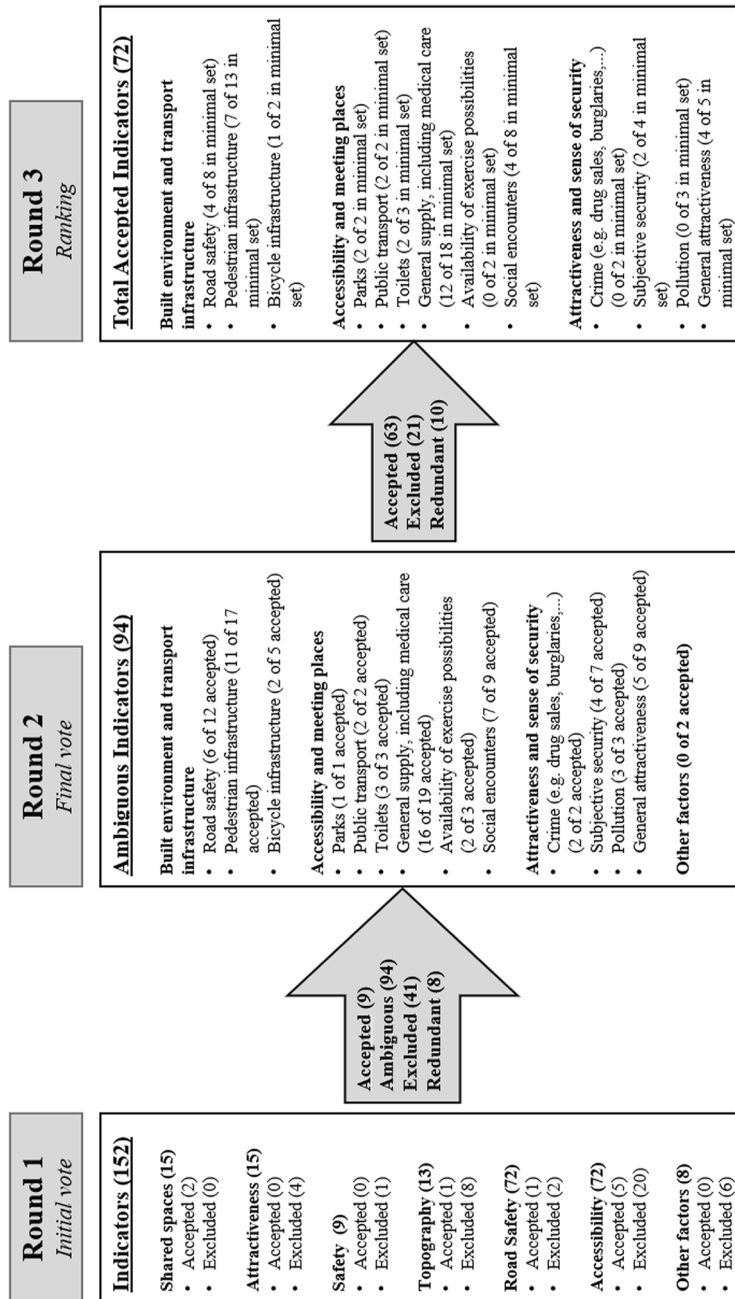 Round 1
Initial vote
Indicators (152)
Shared spaces (15)
• Accepted (2)
• Excluded (0)
Attractiveness (15)
• Accepted (0)
• Excluded (4)
Safety (9)
• Accepted (0)
• Excluded (1)
Topography (13)
• Accepted (1)
• Excluded (8)
Road Safety (72)
• Accepted (1)
• Excluded (2)
Accessibility (72)
• Accepted (5)
• Excluded (20)
Other factors (8)
• Accepted (0)
• Excluded (6)
Accepted (9)
Ambiguous (94)
Excluded (41)
Redundant (8)
Round 2
Final vote
Ambiguous Indicators (94)
Built environment and transport
infrastructure
• Road safety (6 of 12 accepted)
• Pedestrian infrastructure (11 of 17
accepted)
• Bicycle infrastructure (2 of 5 accepted)
Accessibility and meeting places
• Parks (1 of 1 accepted)
• Public transport (2 of 2 accepted)
• Toilets (3 of 3 accepted)
• General supply, including medical care
(16 of 19 accepted)
• Availability of exercise possibilities
(2 of 3 accepted)
• Social encounters (7 of 9 accepted)
Attractiveness and sense of security
• Crime (e.g. drug sales, burglaries,...)
(2 of 2 accepted)
• Subjective security (4 of 7 accepted)
• Pollution (3 of 3 accepted)
• General attractiveness (5 of 9 accepted)
Other factors (0 of 2 accepted)
Accepted (63)
Excluded (21)
Redundant (10)
Round 3
Ranking
Total Accepted Indicators (72)
Built environment and transport
infrastructure
• Road safety (4 of 8 in minimal set)
• Pedestrian infrastructure (7 of 13 in
minimal set)
• Bicycle infrastructure (1 of 2 in minimal
set)
Accessibility and meeting places
• Parks (2 of 2 in minimal set)
• Public transport (2 of 2 in minimal set)
• Toilets (2 of 3 in minimal set)
• General supply, including medical care
(12 of 18 in minimal set)
• Availability of exercise possibilities
(0 of 2 in minimal set)
• Social encounters (4 of 8 in minimal
set)
Attractiveness and sense of security
• Crime (e.g. drug sales, burglaries,...)
(0 of 2 in minimal set)
• Subjective security (2 of 4 in minimal
set)
• Pollution (0 of 3 in minimal set)
• General attractiveness (4 of 5 in
minimal set)